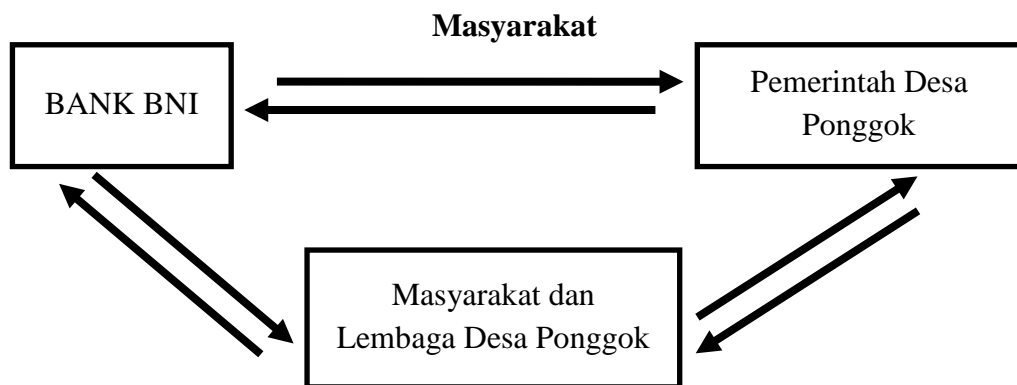 Masyarakat
BANK BNI
Pemerintah Desa
Ponggok
Masyarakat dan
Lembaga Desa Ponggok